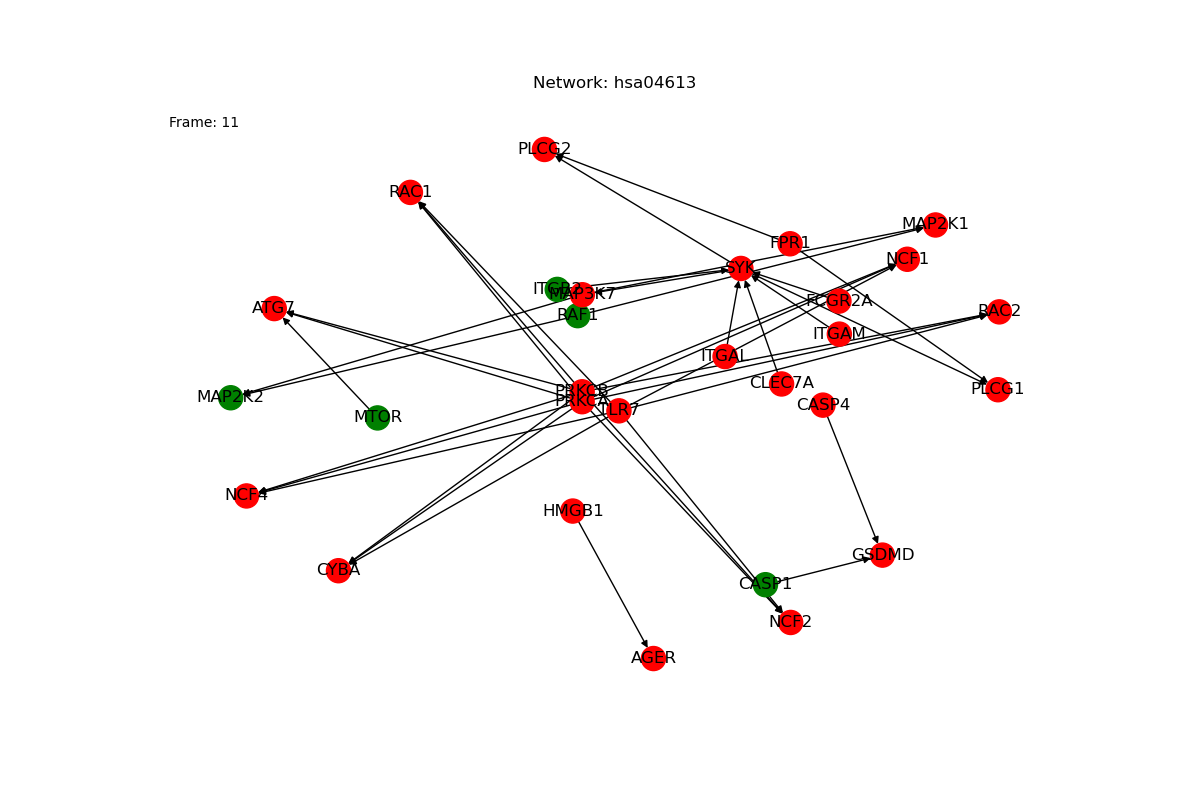 Network: hsa04613
Frame: 11
PLCG2
RAC1
MAP2K1
FPR1
NCF1
SYK
ITGB2
MAP3K7
FCGR2A
ATG7
RAC2
RAF1
ITGAM
ITGAL
CLEC7A
PLCG1
PRKCB
MAP2K2
PRKCA
CASP4
TLR7
MTOR
NCF4
HMGB1
GSDMD
CYBA
CASP1
NCF2
AGER